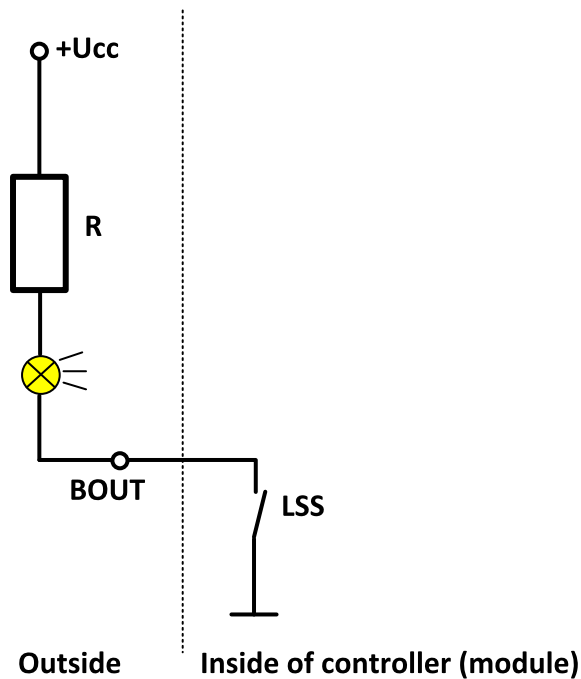 +Ucc
R
BOUT
LSS
Outside
Inside of controller (module)